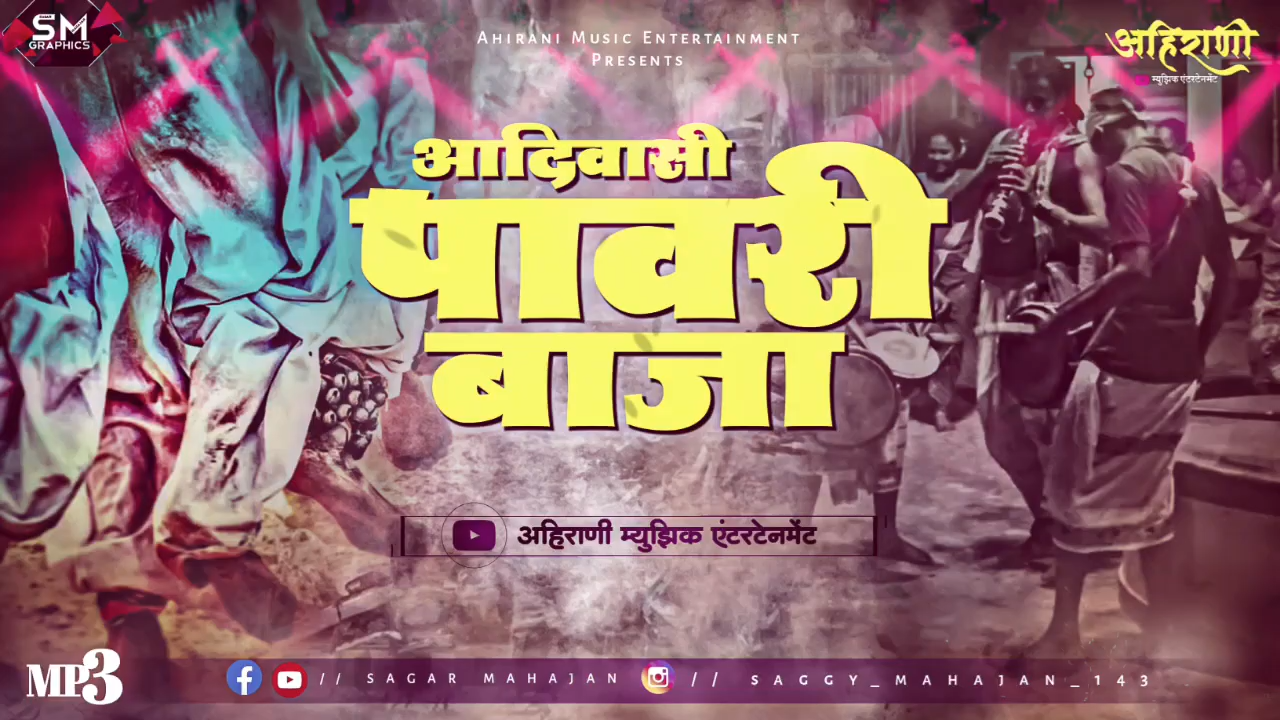 SM
GRAPHICS
AHIRANI MUSIC ENTERTAINMENT
PRESENTS
अहिराणी
म्युझिक एंटरटेनमेंट
आदिवासी
पावरी
बाजा
अहिराणी म्युझिक एंटरटेनमेंट
MP3
// SAGAR MAHAJAN // SAGGY_MAHAJAN_143